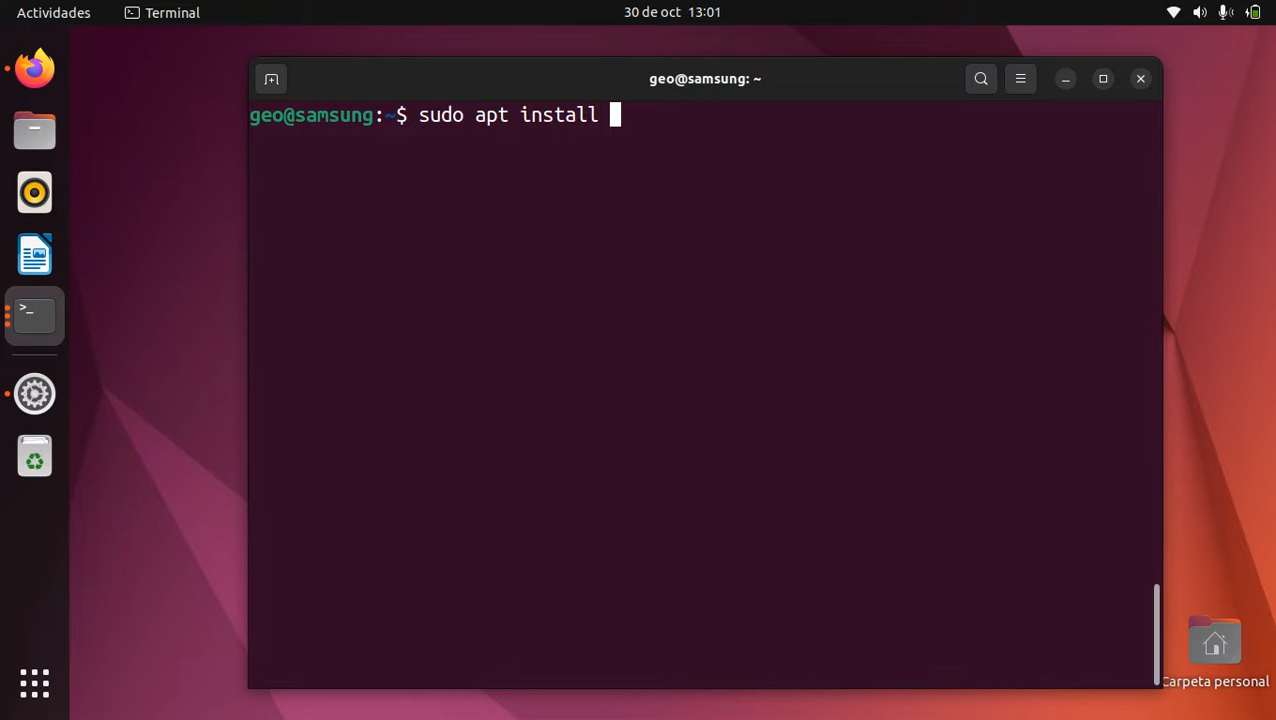 Actividades Terminal 30 de oct 13:01
geo@samsung: ~
geo@samsung:~$ sudo apt install
>_
Carpeta personal